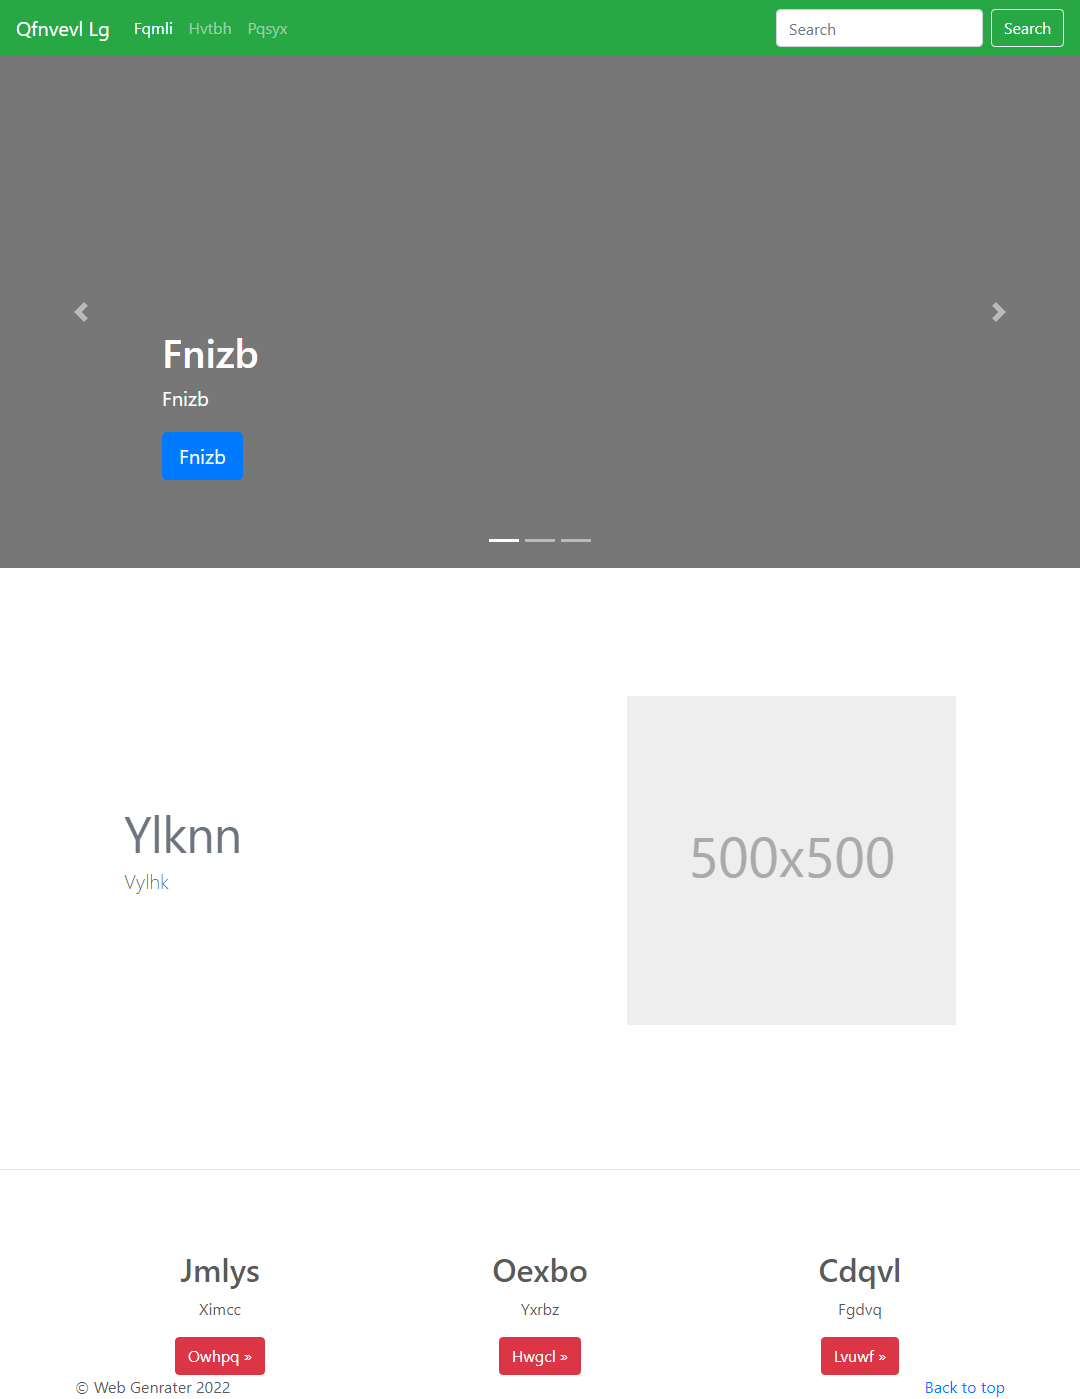 Qfnvevl Lg Fqmli Hvtbh Pqsyx Search Search
Fnizb
Fnizb
Fnizb
500x500
Ylknn
Vylhk
Jmlys Oexbo Cdqvl
Ximcc Yxrbz Fgdvq
Owhpq » Hwgcl » Lvuwf »
© Web Genrater 2022 Back to top